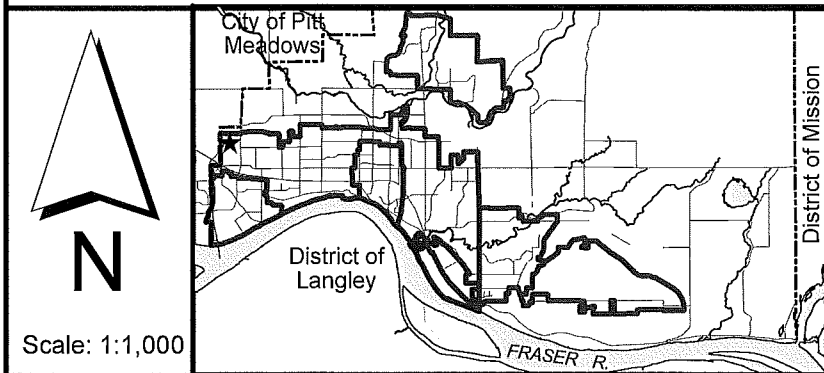 City of Pitt
Meadows
District of Mission
District of
Langley
N
Scale: 1:1,000
FRASER R.